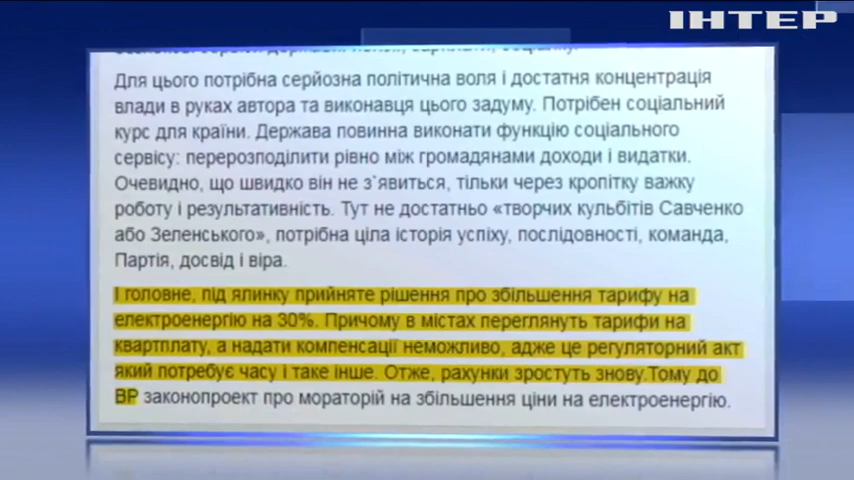 ІНТЕР
Для цього потрібна серйозна політична воля і достатня концентрація
влади в руках автора та виконавця цього задуму. Потрібен соціальний
курс для країни. Держава повинна виконати функцію соціального
сервісу: перерозподілити рівно між громадянами доходи і видатки.
Очевидно, що швидко він не з`явиться, тільки через кропітку важку
роботу і результативність. Тут не достатньо «творчих кульбітів Савченко
або Зеленського», потрібна ціла історія успіху, послідовності, команда,
Партія, досвід і віра.
І головне, під ялинку прийняте рішення про збільшення тарифу на
електроенергію на 30%. Причому в містах переглянуть тарифи на
квартплату, а надати компенсації неможливо, адже це регуляторний акт
який потребує часу і таке інше. Отже, рахунки зростуть знову.Тому до
ВР законопроект про мораторій на збільшення ціни на електроенергію.